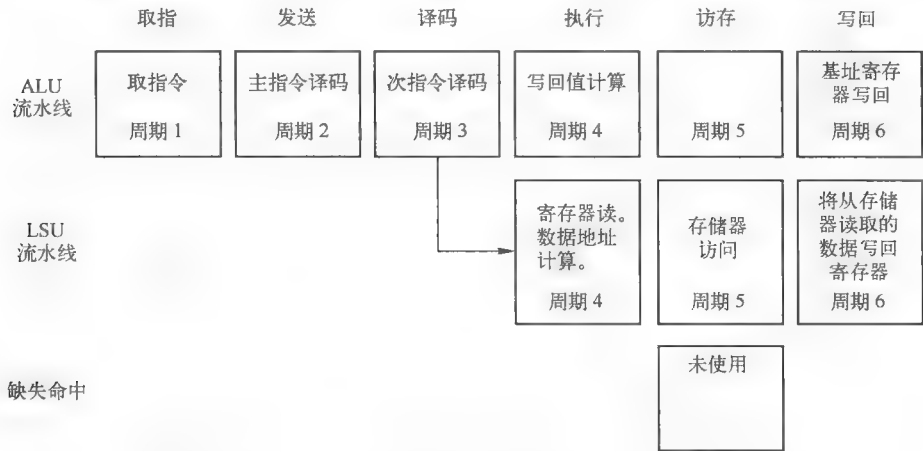 取指 发送 译码 执行 访存 写回
ALU
流水线
取指令
周期 1
主指令译码
周期 2
次指令译码
周期 3
写回值计算
周期 4
周期 5
基址寄存
器写回
周期 6
LSU
流水线
寄存器读。
数据地址
计算。
周期 4
存储器
访问
周期 5
将从存储
器读取的
数据写回
寄存器
周期 6
缺失命中
未使用